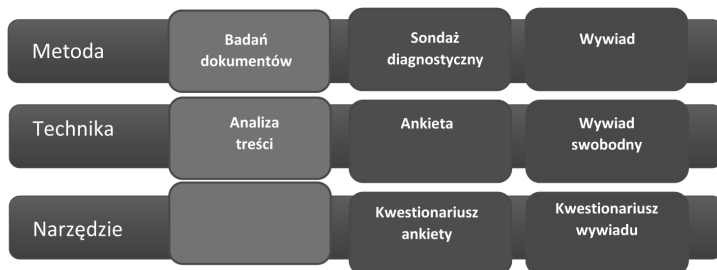 Metoda
Badań
dokumentów
Sondaż
diagnostyczny
Wywiad
Technika
Analiza
treści
Ankieta
Wywiad
swobodny
Narzędzie
Kwestionariusz
ankiety
Kwestionariusz
wywiadu